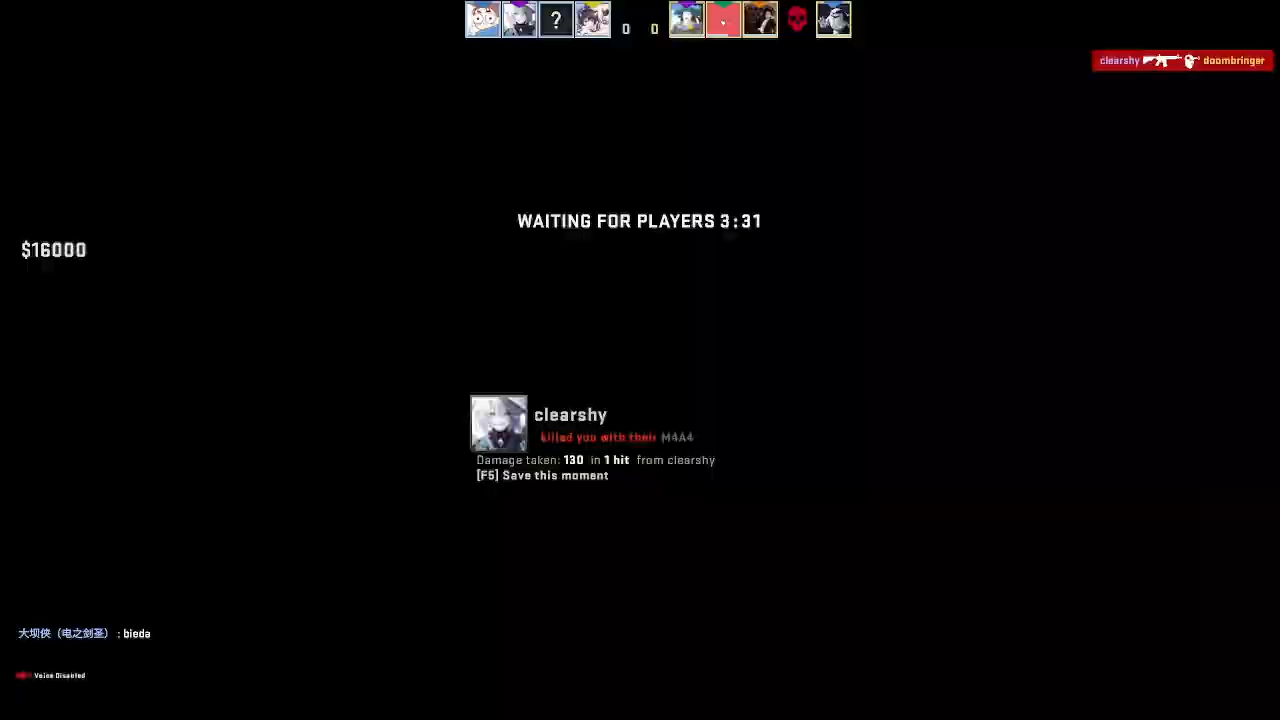 ?
0 0
clearshy doombringer
WAITING FOR PLAYERS 3:31
$16000
clearshy
killed you with their M4A4
Damage taken: 130 in 1 hit from clearshy
[F5] Save this moment
大坝侠（电之剑圣） : bieda
Voice Disabled